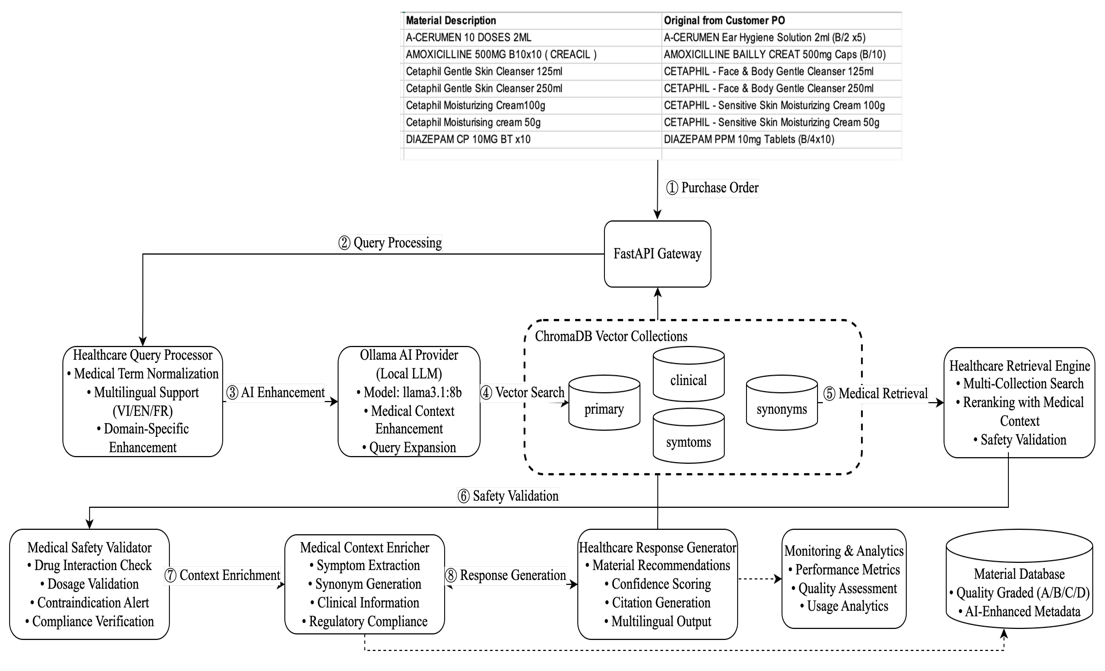 Material Description Original from Customer PO
A-CERUMEN 10 DOSES 2ML A-CERUMEN Ear Hygiene Solution 2ml (B/2 x5)
AMOXICILLINE 500MG B10x10 ( CREACIL ) AMOXICILLINE BAILLY CREAT 500mg Caps (B/10)
Cetaphil Gentle Skin Cleanser 125ml CETAPHIL - Face & Body Gentle Cleanser 125ml
Cetaphil Gentle Skin Cleanser 250ml CETAPHIL - Face & Body Gentle Cleanser 250ml
Cetaphil Moisturizing Cream100g CETAPHIL - Sensitive Skin Moisturizing Cream 100g
Cetaphil Moisturising cream 50g CETAPHIL - Sensitive Skin Moisturizing Cream 50g
DIAZEPAM CP 10MG BT x10 DIAZEPAM PPM 10mg Tablets (B/4x10)
① Purchase Order
FastAPI Gateway
② Query Processing
Healthcare Query Processor
• Medical Term Normalization
• Multilingual Support
(VI/EN/FR)
• Domain-Specific
Enhancement
③ AI Enhancement
Ollama AI Provider
(Local LLM)
• Model: llama3.1:8b
• Medical Context
Enhancement
• Query Expansion
④ Vector Search
ChromaDB Vector Collections
primary
clinical
symtoms
synonyms
⑤ Medical Retrieval
Healthcare Retrieval Engine
• Multi-Collection Search
• Reranking with Medical
Context
• Safety Validation
⑥ Safety Validation
Medical Safety Validator
• Drug Interaction Check
• Dosage Validation
• Contraindication Alert
• Compliance Verification
⑦ Context Enrichment
Medical Context Enricher
• Symptom Extraction
• Synonym Generation
• Clinical Information
• Regulatory Compliance
⑧ Response Generation
Healthcare Response Generator
• Material Recommendations
• Confidence Scoring
• Citation Generation
• Multilingual Output
Monitoring & Analytics
• Performance Metrics
• Quality Assessment
• Usage Analytics
Material Database
• Quality Graded (A/B/C/D)
• AI-Enhanced Metadata